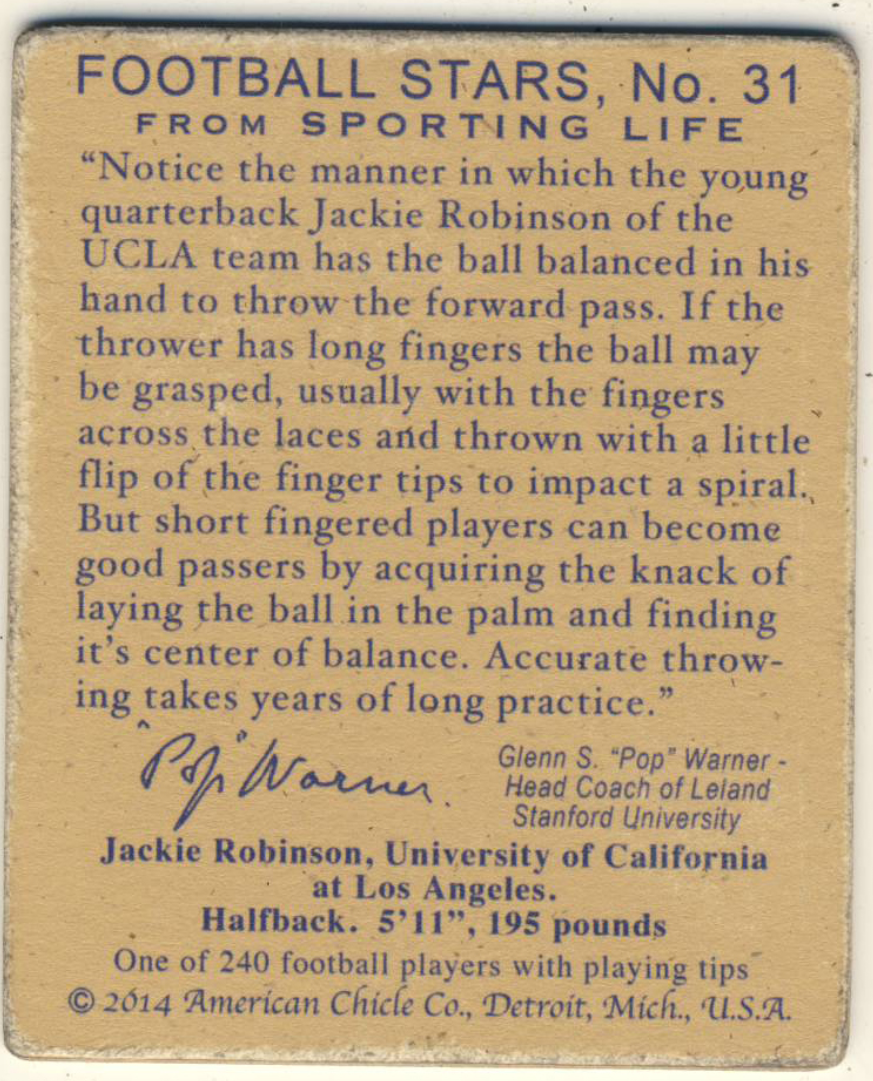 FOOTBALL STARS, No. 31
FROM SPORTING LIFE
“Notice the manner in which the young
quarterback Jackie Robinson of the
UCLA team has the ball balanced in his
hand to throw the forward pass. If the
thrower has long fingers the ball may
be grasped, usually with the fingers
across the laces and thrown with a little
flip of the finger tips to impact a spiral.
But short fingered players can become
good passers by acquiring the knack of
laying the ball in the palm and finding
it’s center of balance. Accurate throw-
ing takes years of long practice.”
"Pop" Warner.
Glenn S. “Pop” Warner -
Head Coach of Leland
Stanford University
Jackie Robinson, University of California
at Los Angeles.
Halfback. 5’11”, 195 pounds
One of 240 football players with playing tips
© 2014 American Chicle Co., Detroit, Mich., U.S.A.